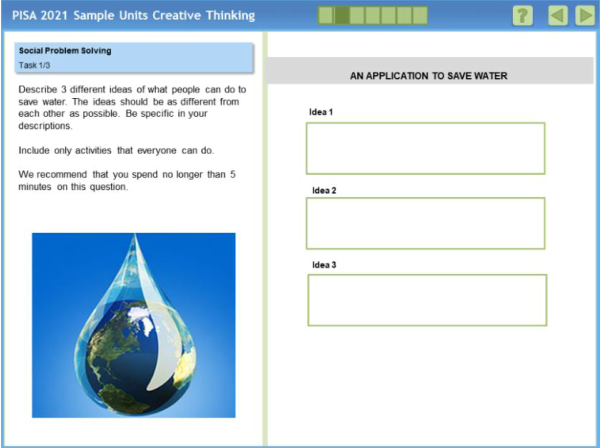 PISA 2021 Sample Units Creative Thinking
?
Social Problem Solving
Task 1/3
Describe 3 different ideas of what people can do to
save water. The ideas should be as different from
each other as possible. Be specific in your
descriptions.
Include only activities that everyone can do.
We recommend that you spend no longer than 5
minutes on this question.
AN APPLICATION TO SAVE WATER
Idea 1
Idea 2
Idea 3